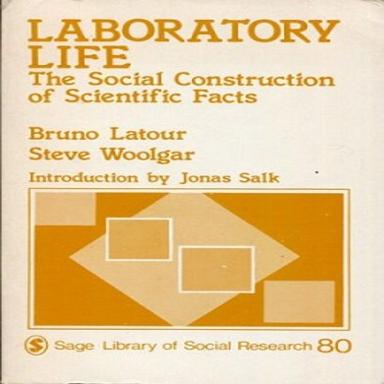 LABORATORY
LIFE
The Social Construction
of Scientific Facts
Bruno Latour
Steve Woolgar
Introduction by Jonas Salk
S Sage Library of Social Research 80